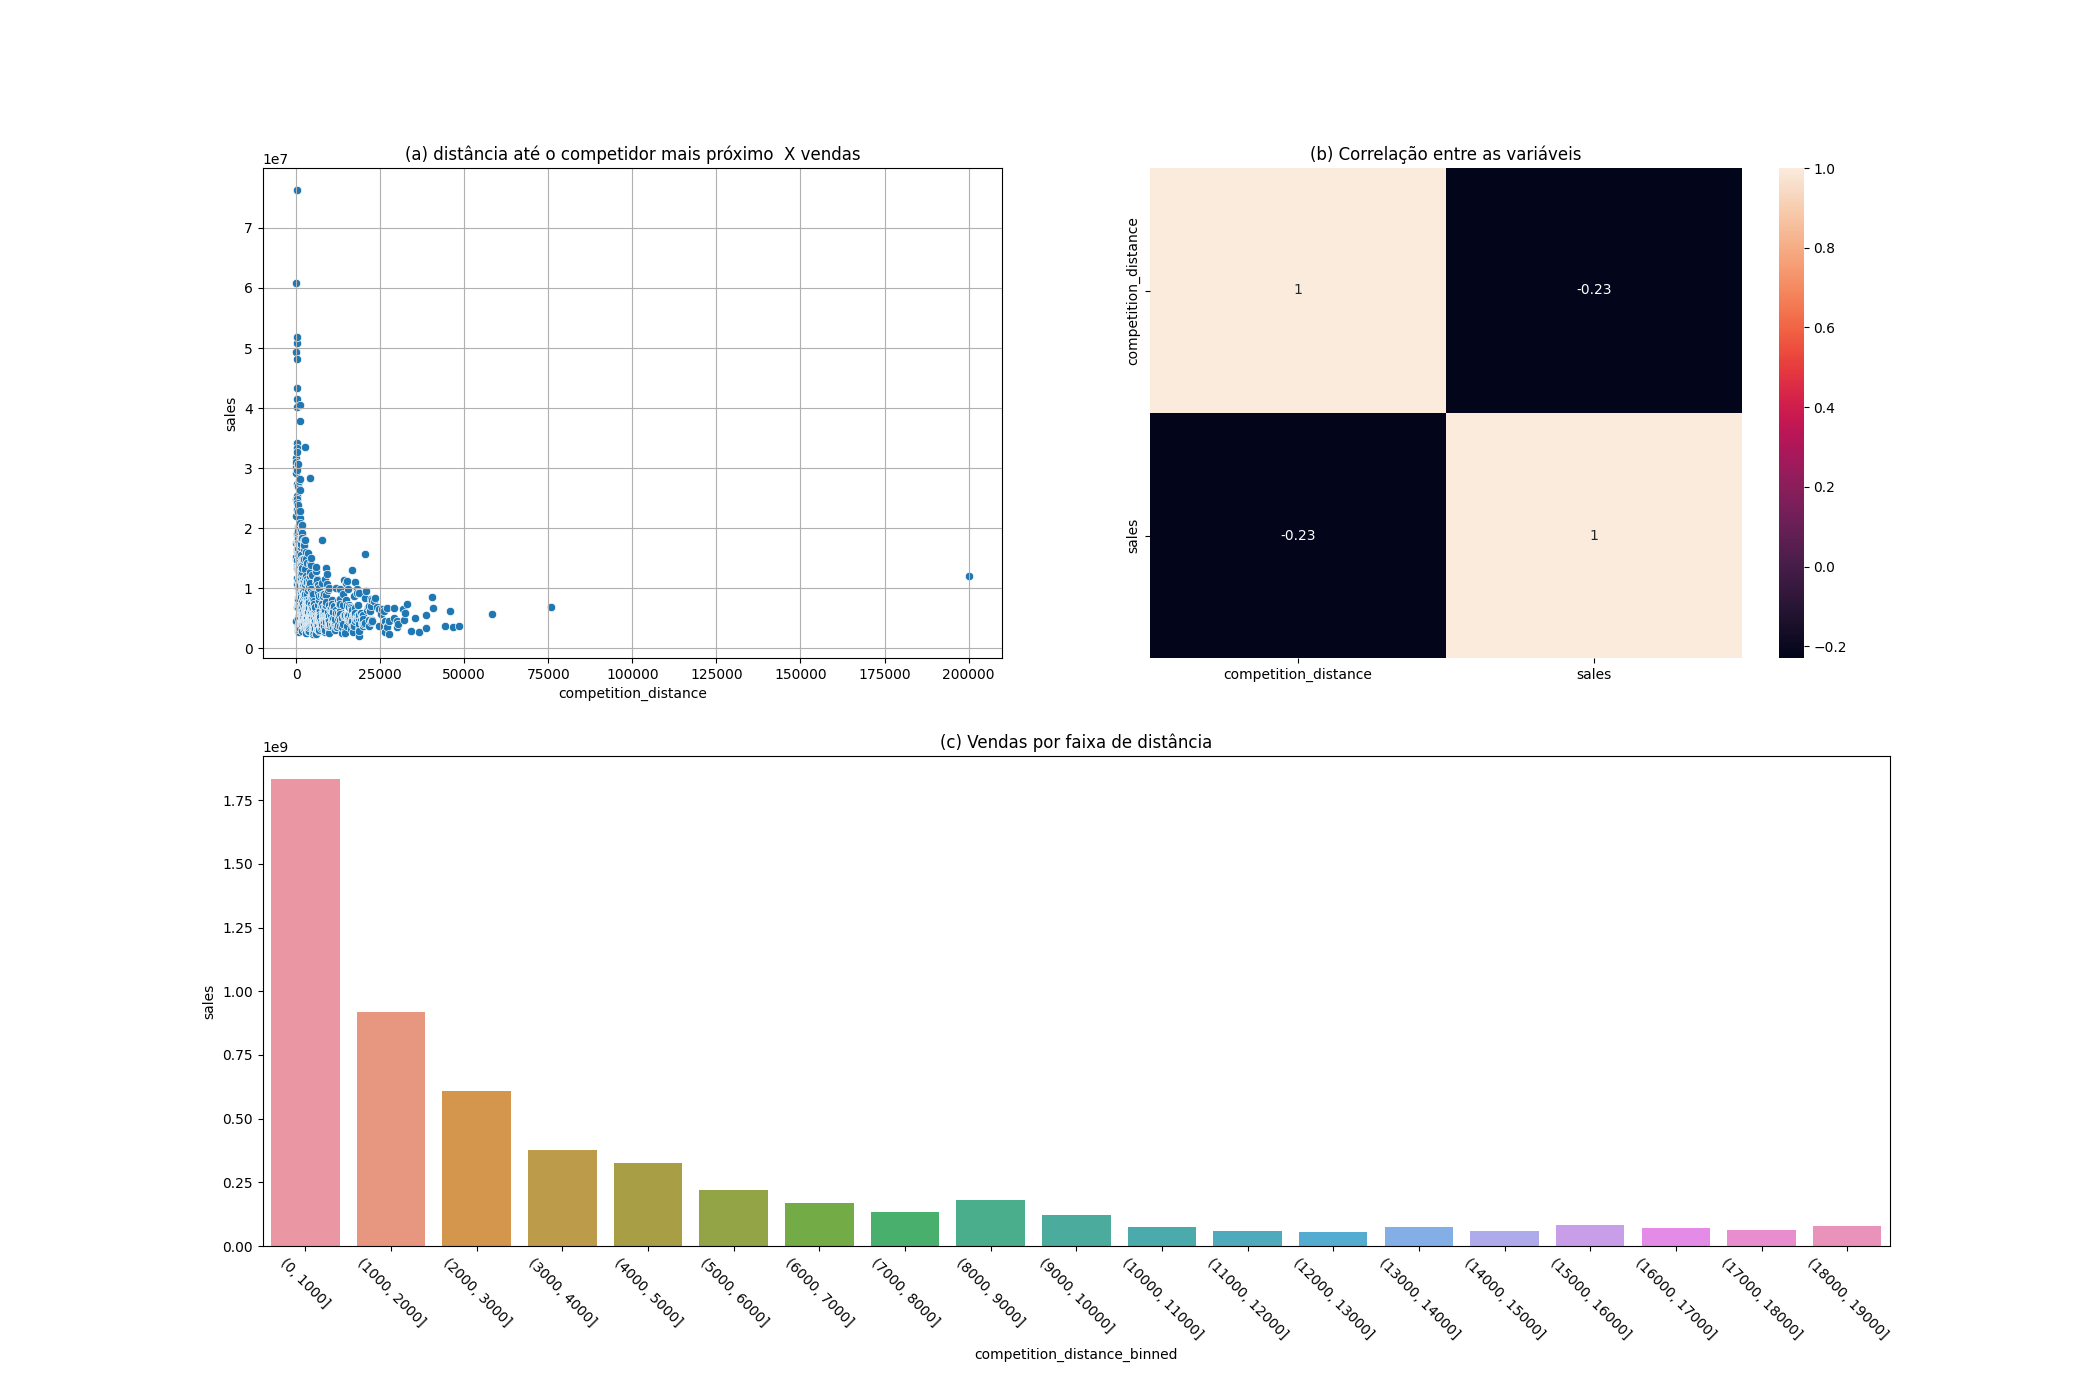 (a) distância até o competidor mais próximo  X vendas
1e7
7
6
5
4
3
2
1
0
sales
0 25000 50000 75000 100000 125000 150000 175000 200000
competition_distance
(b) Correlação entre as variáveis
competition_distance
sales
1 -0.23
-0.23 1
competition_distance sales
1.0
0.8
0.6
0.4
0.2
0.0
−0.2
(c) Vendas por faixa de distância
1e9
1.75
1.50
1.25
1.00
0.75
0.50
0.25
0.00
sales
(0, 1000] (1000, 2000] (2000, 3000] (3000, 4000] (4000, 5000] (5000, 6000] (6000, 7000] (7000, 8000] (8000, 9000] (9000, 10000] (10000, 11000] (11000, 12000] (12000, 13000] (13000, 14000] (14000, 15000] (15000, 16000] (16000, 17000] (17000, 18000] (18000, 19000]
competition_distance_binned